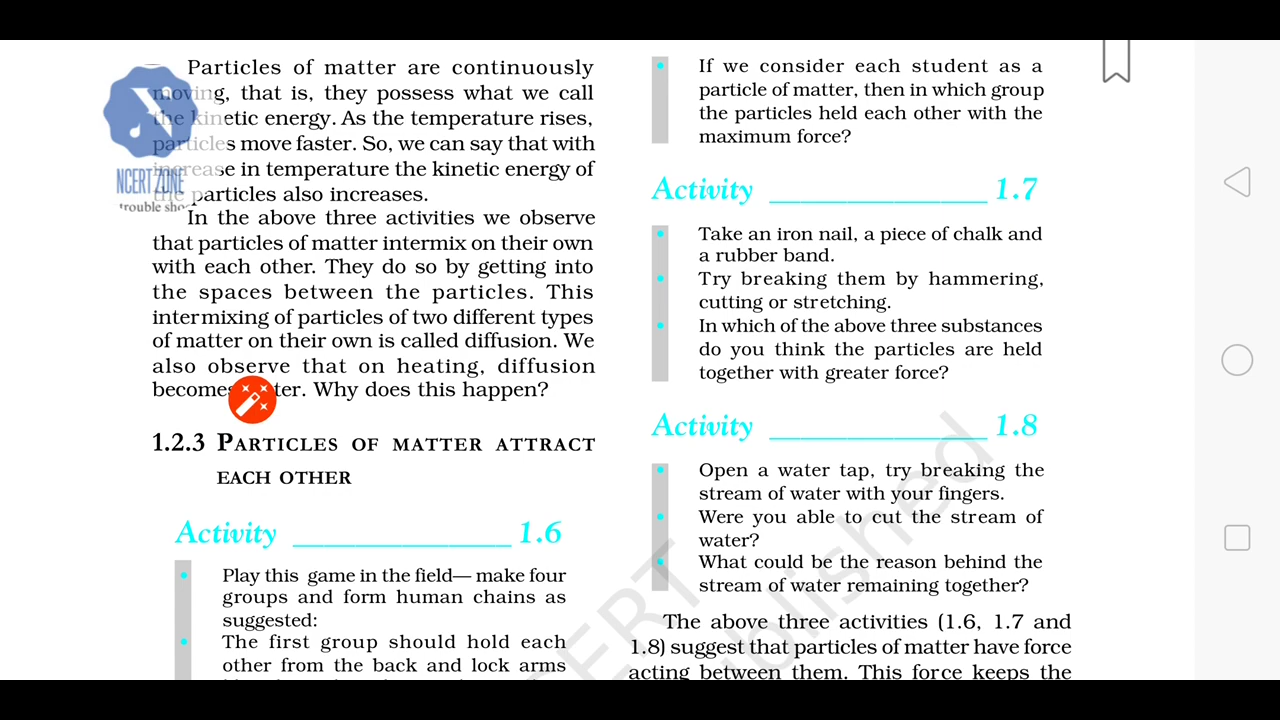 Particles of matter are continuously
moving, that is, they possess what we call
the kinetic energy. As the temperature rises,
particles move faster. So, we can say that with
increase in temperature the kinetic energy of
the particles also increases.
NCERT ZONE
trouble sho
In the above three activities we observe
that particles of matter intermix on their own
with each other. They do so by getting into
the spaces between the particles. This
intermixing of particles of two different types
of matter on their own is called diffusion. We
also observe that on heating, diffusion
becomes ter. Why does this happen?
1.2.3 PARTICLES OF MATTER ATTRACT
EACH OTHER
Activity _______________ 1.6
Play this game in the field— make four
groups and form human chains as
suggested:
The first group should hold each
other from the back and lock arms
If we consider each student as a
particle of matter, then in which group
the particles held each other with the
maximum force?
Activity _______________ 1.7
Take an iron nail, a piece of chalk and
a rubber band.
Try breaking them by hammering,
cutting or stretching.
In which of the above three substances
do you think the particles are held
together with greater force?
Activity _______________ 1.8
Open a water tap, try breaking the
stream of water with your fingers.
Were you able to cut the stream of
water?
What could be the reason behind the
stream of water remaining together?
The above three activities (1.6, 1.7 and
1.8) suggest that particles of matter have force
acting between them. This force keeps the